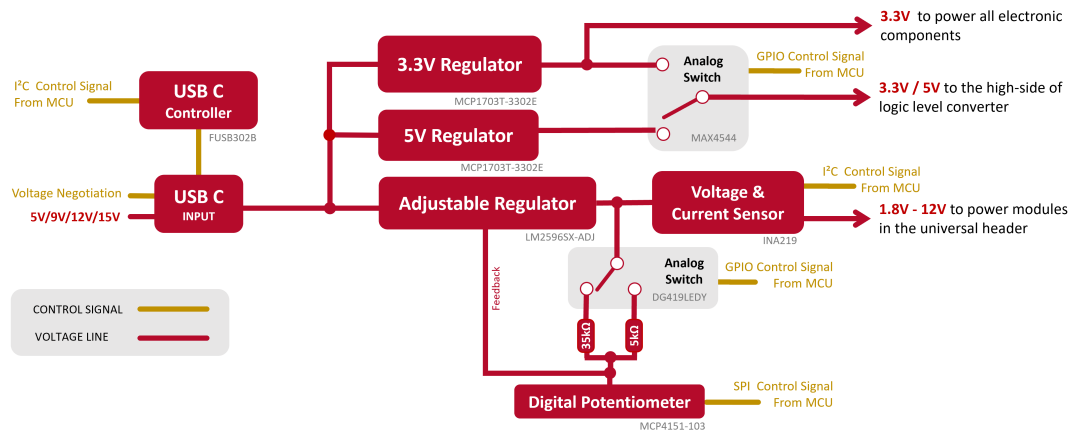 3.3V to power all electronic
components
I²C Control Signal
From MCU
USB C
Controller
FUSB302B
3.3V Regulator
MCP1703T-3302E
Analog
Switch
MAX4544
GPIO Control Signal
From MCU
3.3V / 5V to the high-side of
logic level converter
5V Regulator
MCP1703T-3302E
Voltage Negotiation
5V/9V/12V/15V
USB C
INPUT
Adjustable Regulator
LM2596SX-ADJ
Voltage &
Current Sensor
INA219
I²C Control Signal
From MCU
1.8V - 12V to power modules
in the universal header
Feedback
Analog
Switch
DG419LEDY
GPIO Control Signal
From MCU
35kΩ
5kΩ
CONTROL SIGNAL
VOLTAGE LINE
Digital Potentiometer
MCP4151-103
SPI Control Signal
From MCU